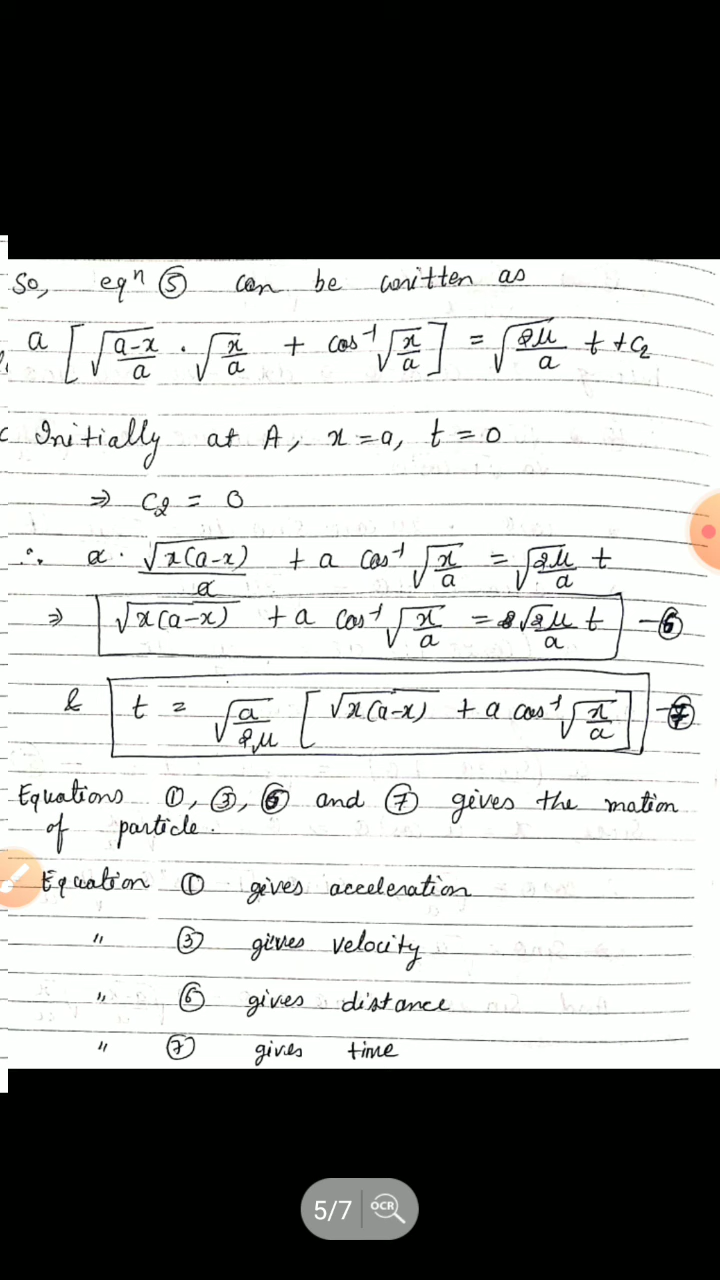 So, eqⁿ ⑤ can be written as
a [ √((a-x)/a) · √(x/a) + cos⁻¹ √(x/a) ] = √(2μ/a) t + c₂
Initially at A, x = a, t = 0
⇒ c₂ = 0
∴ a · √(x(a-x))/a + a cos⁻¹ √(x/a) = √(2μ/a) t
⇒ √(x(a-x)) + a cos⁻¹ √(x/a) = √(2μ/a) t —⑥
& t = √(a/2μ) [ √(x(a-x)) + a cos⁻¹ √(x/a) ] —⑦
Equations ①, ③, ⑥ and ⑦ gives the motion
of particle.
Equation ① gives acceleration
" ③ gives velocity
" ⑥ gives distance
" ⑦ gives time
5/7 OCR